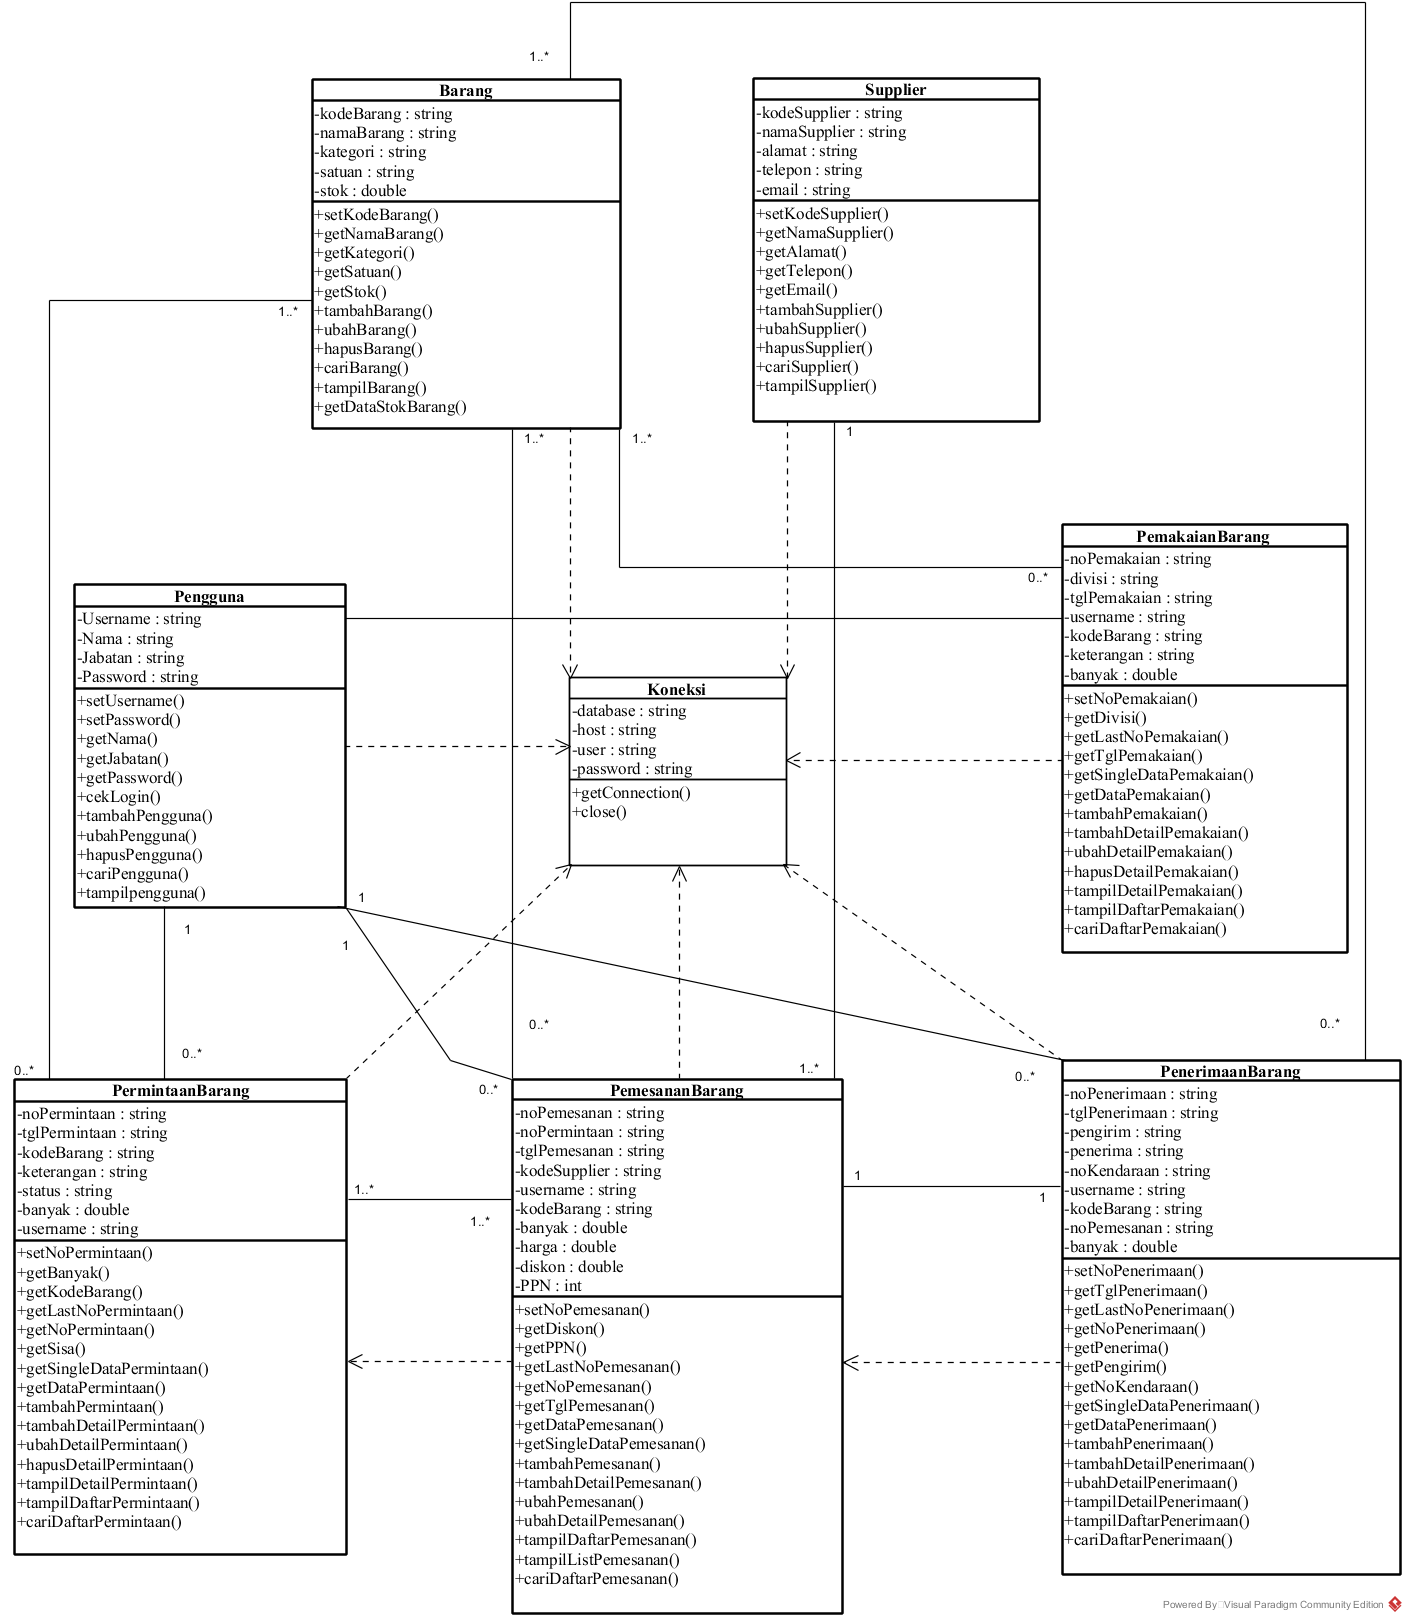 1..*
Barang
-kodeBarang : string
-namaBarang : string
-kategori : string
-satuan : string
-stok : double
+setKodeBarang()
+getNamaBarang()
+getKategori()
+getSatuan()
+getStok()
+tambahBarang()
+ubahBarang()
+hapusBarang()
+cariBarang()
+tampilBarang()
+getDataStokBarang()
Supplier
-kodeSupplier : string
-namaSupplier : string
-alamat : string
-telepon : string
-email : string
+setKodeSupplier()
+getNamaSupplier()
+getAlamat()
+getTelepon()
+getEmail()
+tambahSupplier()
+ubahSupplier()
+hapusSupplier()
+cariSupplier()
+tampilSupplier()
1..*
1..*
1..*
1
PemakaianBarang
-noPemakaian : string
-divisi : string
-tglPemakaian : string
-username : string
-kodeBarang : string
-keterangan : string
-banyak : double
+setNoPemakaian()
+getDivisi()
+getLastNoPemakaian()
+getTglPemakaian()
+getSingleDataPemakaian()
+getDataPemakaian()
+tambahPemakaian()
+tambahDetailPemakaian()
+ubahDetailPemakaian()
+hapusDetailPemakaian()
+tampilDetailPemakaian()
+tampilDaftarPemakaian()
+cariDaftarPemakaian()
0..*
Pengguna
-Username : string
-Nama : string
-Jabatan : string
-Password : string
+setUsername()
+setPassword()
+getNama()
+getJabatan()
+getPassword()
+cekLogin()
+tambahPengguna()
+ubahPengguna()
+hapusPengguna()
+cariPengguna()
+tampilpengguna()
Koneksi
-database : string
-host : string
-user : string
-password : string
+getConnection()
+close()
1
1
1
0..*
0..*
0..*
0..*
0..*
1..*
0..*
PermintaanBarang
-noPermintaan : string
-tglPermintaan : string
-kodeBarang : string
-keterangan : string
-status : string
-banyak : double
-username : string
+setNoPermintaan()
+getBanyak()
+getKodeBarang()
+getLastNoPermintaan()
+getNoPermintaan()
+getSisa()
+getSingleDataPermintaan()
+getDataPermintaan()
+tambahPermintaan()
+tambahDetailPermintaan()
+ubahDetailPermintaan()
+hapusDetailPermintaan()
+tampilDetailPermintaan()
+tampilDaftarPermintaan()
+cariDaftarPermintaan()
1..*
1..*
PemesananBarang
-noPemesanan : string
-noPermintaan : string
-tglPemesanan : string
-kodeSupplier : string
-username : string
-kodeBarang : string
-banyak : double
-harga : double
-diskon : double
-PPN : int
+setNoPemesanan()
+getDiskon()
+getPPN()
+getLastNoPemesanan()
+getNoPemesanan()
+getTglPemesanan()
+getDataPemesanan()
+getSingleDataPemesanan()
+tambahPemesanan()
+tambahDetailPemesanan()
+ubahPemesanan()
+ubahDetailPemesanan()
+tampilDaftarPemesanan()
+tampilListPemesanan()
+cariDaftarPemesanan()
1
1
PenerimaanBarang
-noPenerimaan : string
-tglPenerimaan : string
-pengirim : string
-penerima : string
-noKendaraan : string
-username : string
-kodeBarang : string
-noPemesanan : string
-banyak : double
+setNoPenerimaan()
+getTglPenerimaan()
+getLastNoPenerimaan()
+getNoPenerimaan()
+getPenerima()
+getPengirim()
+getNoKendaraan()
+getSingleDataPenerimaan()
+getDataPenerimaan()
+tambahPenerimaan()
+tambahDetailPenerimaan()
+ubahDetailPenerimaan()
+tampilDetailPenerimaan()
+tampilDaftarPenerimaan()
+cariDaftarPenerimaan()
Powered By Visual Paradigm Community Edition